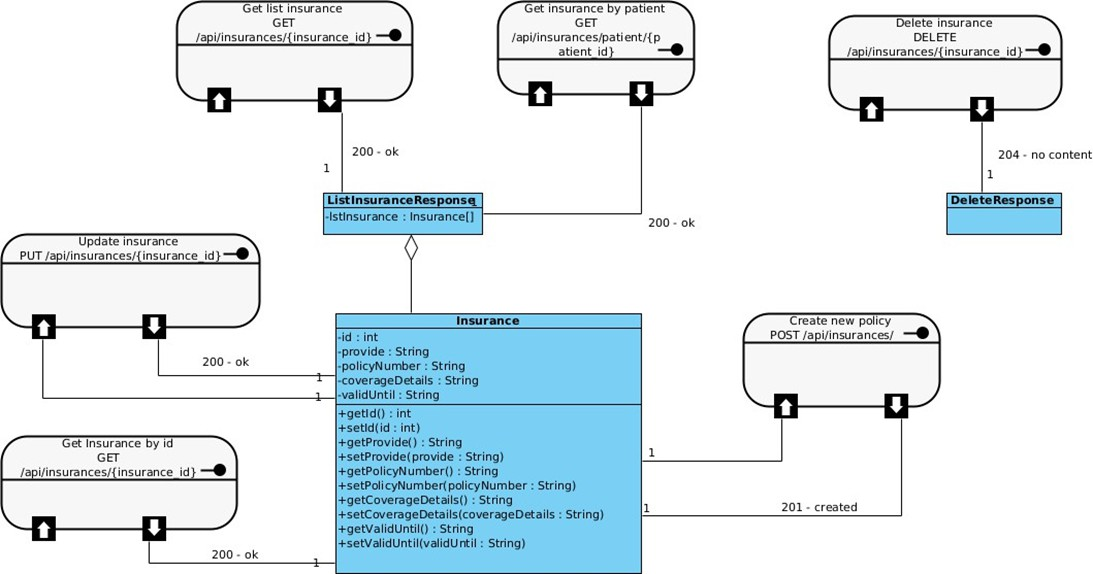 Get list insurance
GET
/api/insurances/{insurance_id}
Get insurance by patient
GET
/api/insurances/patient/{p
atient_id}
Delete insurance
DELETE
/api/insurances/{insurance_id}
200 - ok
1
204 - no content
1
ListInsuranceResponse
-lstInsurance : Insurance[]
1
200 - ok
DeleteResponse
Update insurance
PUT /api/insurances/{insurance_id}
200 - ok
1
1
Insurance
-id : int
-provide : String
-policyNumber : String
-coverageDetails : String
-validUntil : String
+getId() : int
+setId(id : int)
+getProvide() : String
+setProvide(provide : String)
+getPolicyNumber() : String
+setPolicyNumber(policyNumber : String)
+getCoverageDetails() : String
+setCoverageDetails(coverageDetails : String)
+getValidUntil() : String
+setValidUntil(validUntil : String)
Create new policy
POST /api/insurances/
1
1
201 - created
Get Insurance by id
GET
/api/insurances/{insurance_id}
200 - ok
1